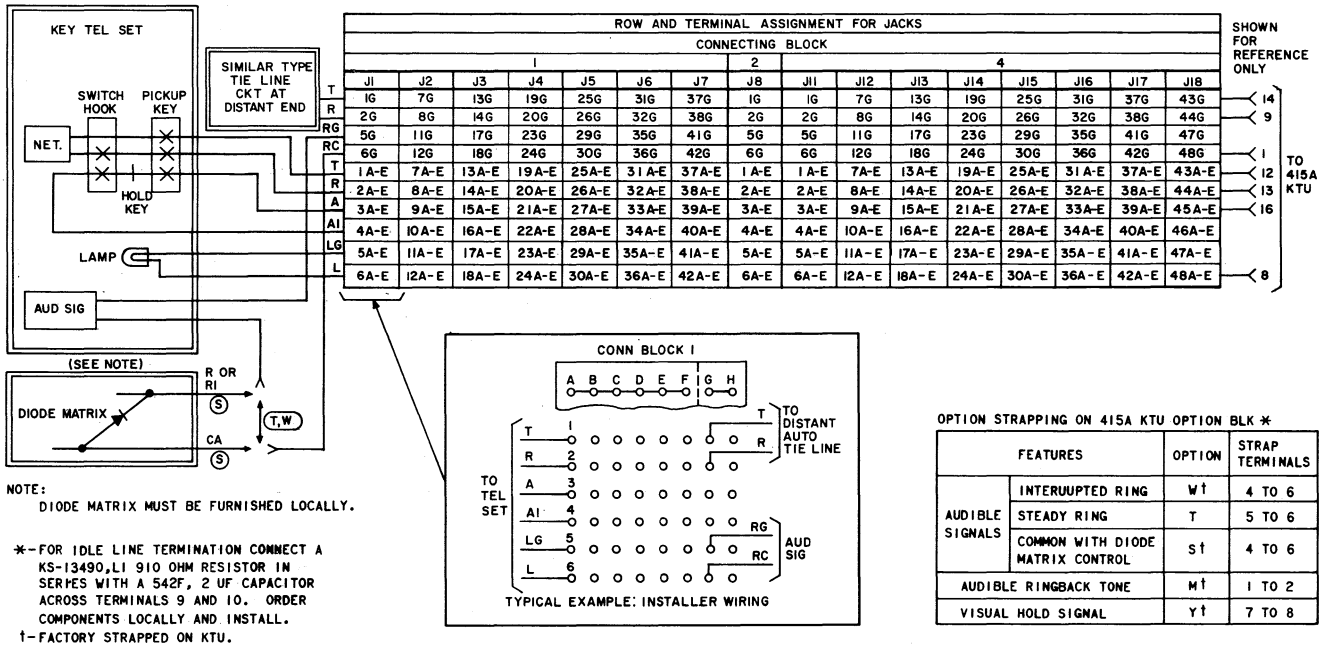 KEY TEL SET
SWITCH HOOK
PICKUP KEY
NET.
HOLD KEY
LAMP
AUD SIG
SIMILAR TYPE
TIE LINE
CKT AT
DISTANT END
ROW AND TERMINAL ASSIGNMENT FOR JACKS
CONNECTING BLOCK
1 2 4
J1 J2 J3 J4 J5 J6 J7 J8 J11 J12 J13 J14 J15 J16 J17 J18
T 1G 7G 13G 19G 25G 31G 37G 1G 1G 7G 13G 19G 25G 31G 37G 43G 14
R 2G 8G 14G 20G 26G 32G 38G 2G 2G 8G 14G 20G 26G 32G 38G 44G 9
RG 5G 11G 17G 23G 29G 35G 41G 5G 5G 11G 17G 23G 29G 35G 41G 47G
RC 6G 12G 18G 24G 30G 36G 42G 6G 6G 12G 18G 24G 30G 36G 42G 48G 1
T 1A-E 7A-E 13A-E 19A-E 25A-E 31A-E 37A-E 1A-E 1A-E 7A-E 13A-E 19A-E 25A-E 31A-E 37A-E 43A-E 12
R 2A-E 8A-E 14A-E 20A-E 26A-E 32A-E 38A-E 2A-E 2A-E 8A-E 14A-E 20A-E 26A-E 32A-E 38A-E 44A-E 13
A 3A-E 9A-E 15A-E 21A-E 27A-E 33A-E 39A-E 3A-E 3A-E 9A-E 15A-E 21A-E 27A-E 33A-E 39A-E 45A-E 16
A1 4A-E 10A-E 16A-E 22A-E 28A-E 34A-E 40A-E 4A-E 4A-E 10A-E 16A-E 22A-E 28A-E 34A-E 40A-E 46A-E
LG 5A-E 11A-E 17A-E 23A-E 29A-E 35A-E 41A-E 5A-E 5A-E 11A-E 17A-E 23A-E 29A-E 35A-E 41A-E 47A-E
L 6A-E 12A-E 18A-E 24A-E 30A-E 36A-E 42A-E 6A-E 6A-E 12A-E 18A-E 24A-E 30A-E 36A-E 42A-E 48A-E 8
SHOWN
FOR
REFERENCE
ONLY
TO
415A
KTU
(SEE NOTE)
DIODE MATRIX
R OR
R1
S
T,W
CA
S
NOTE:
DIODE MATRIX MUST BE FURNISHED LOCALLY.
*-FOR IDLE LINE TERMINATION CONNECT A
KS-13490,L1 910 OHM RESISTOR IN
SERIES WITH A 542F, 2 UF CAPACITOR
ACROSS TERMINALS 9 AND 10. ORDER
COMPONENTS LOCALLY AND INSTALL.
†-FACTORY STRAPPED ON KTU.
CONN BLOCK 1
A B C D E F G H
TO
TEL
SET
T 1
R 2
A 3
A1 4
LG 5
L 6
T
R
TO
DISTANT
AUTO
TIE LINE
RG
RC
AUD
SIG
TYPICAL EXAMPLE: INSTALLER WIRING
OPTION STRAPPING ON 415A KTU OPTION BLK *
FEATURES OPTION STRAP TERMINALS
AUDIBLE SIGNALS
INTERUUPTED RING W† 4 TO 6
STEADY RING T 5 TO 6
COMMON WITH DIODE MATRIX CONTROL S† 4 TO 6
AUDIBLE RINGBACK TONE M† 1 TO 2
VISUAL HOLD SIGNAL Y† 7 TO 8